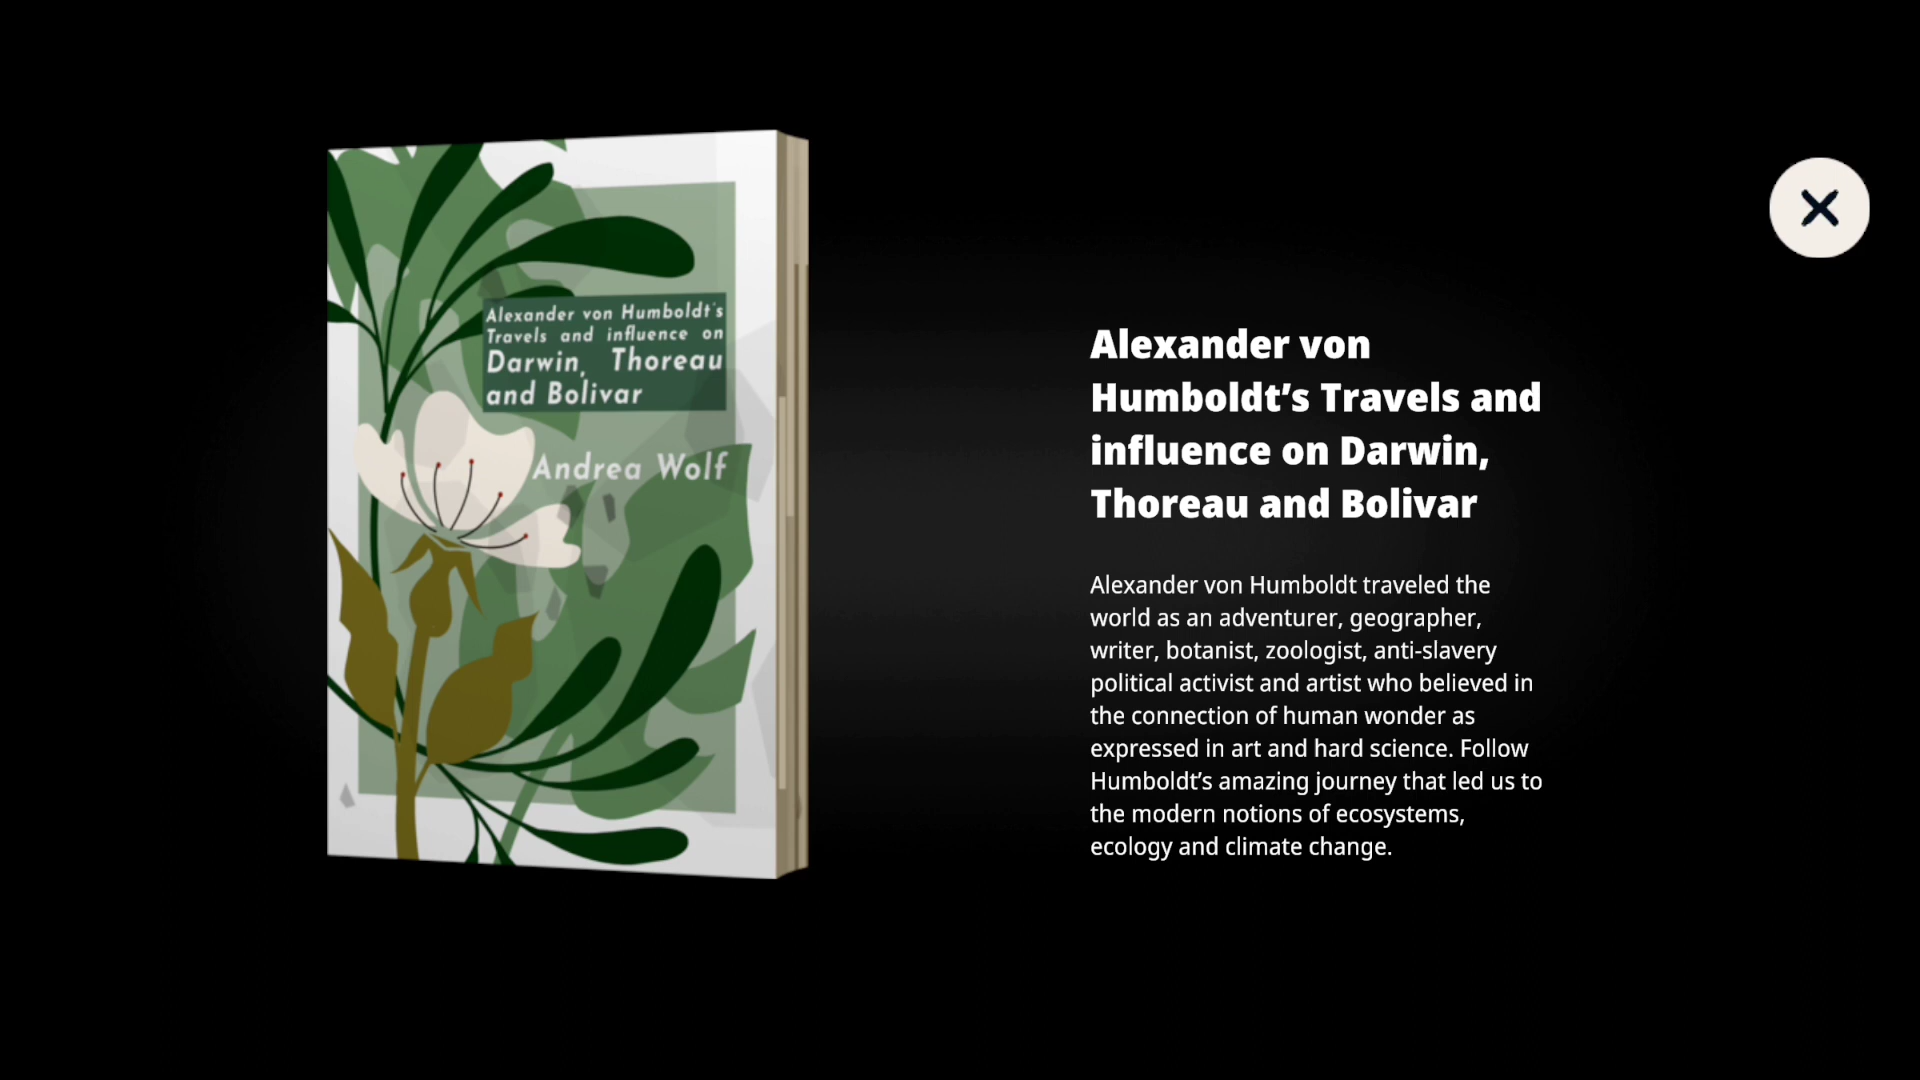 Alexander von Humboldt's
Travels and influence on
Darwin, Thoreau
and Bolivar
Andrea Wolf
Alexander von
Humboldt’s Travels and
influence on Darwin,
Thoreau and Bolivar
Alexander von Humboldt traveled the
world as an adventurer, geographer,
writer, botanist, zoologist, anti-slavery
political activist and artist who believed in
the connection of human wonder as
expressed in art and hard science. Follow
Humboldt’s amazing journey that led us to
the modern notions of ecosystems,
ecology and climate change.